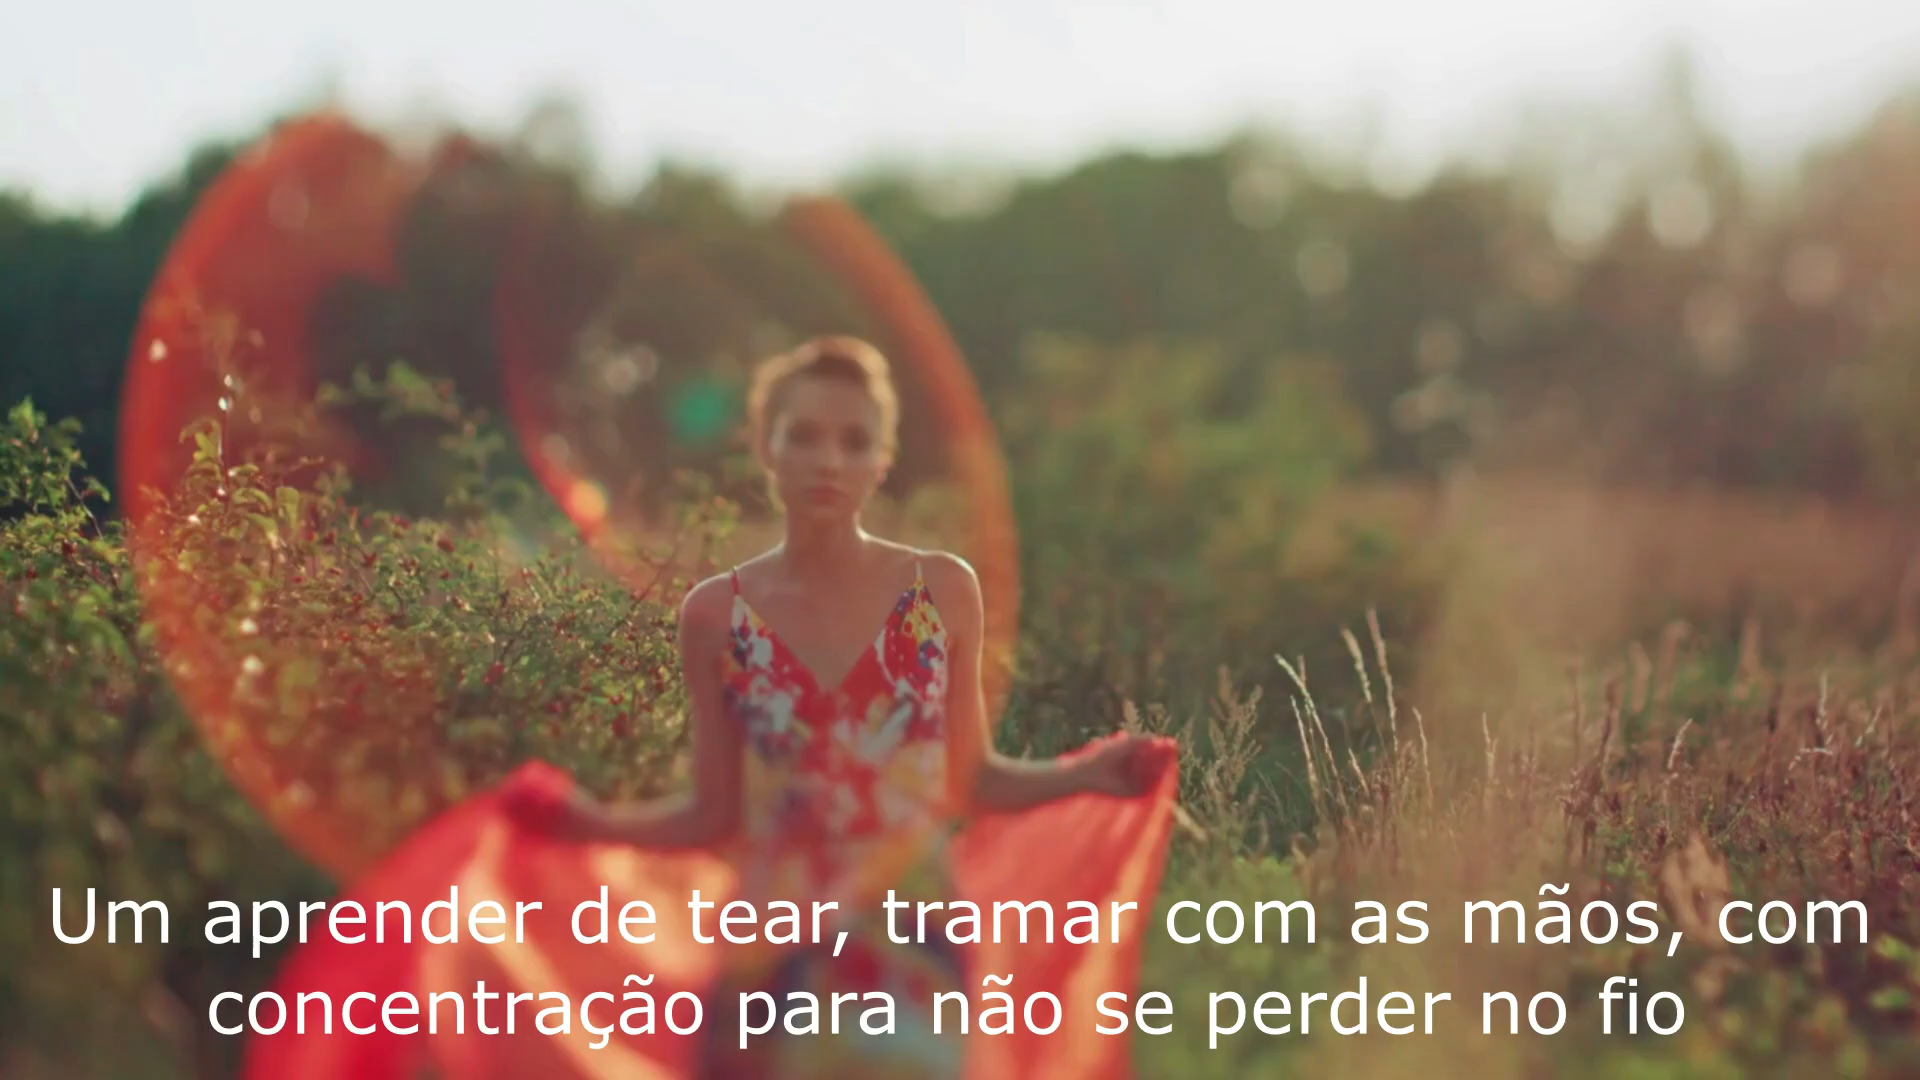 Um aprender de tear, tramar com as mãos, com
concentração para não se perder no fio